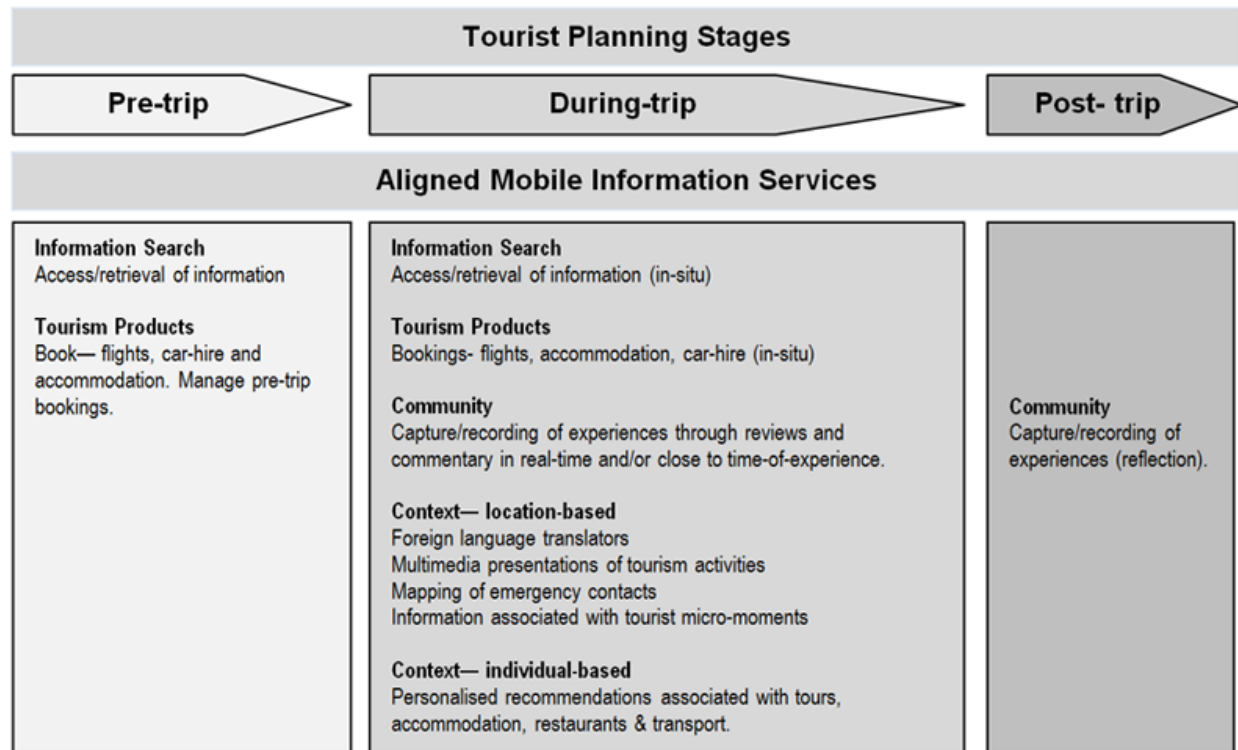 Tourist Planning Stages
Pre-trip
During-trip
Post- trip
Aligned Mobile Information Services
Information Search
Access/retrieval of information
Tourism Products
Book— flights, car-hire and
accommodation. Manage pre-trip
bookings.
Information Search
Access/retrieval of information (in-situ)
Tourism Products
Bookings- flights, accommodation, car-hire (in-situ)
Community
Capture/recording of experiences through reviews and
commentary in real-time and/or close to time-of-experience.
Context— location-based
Foreign language translators
Multimedia presentations of tourism activities
Mapping of emergency contacts
Information associated with tourist micro-moments
Context— individual-based
Personalised recommendations associated with tours,
accommodation, restaurants & transport.
Community
Capture/recording of
experiences (reflection).